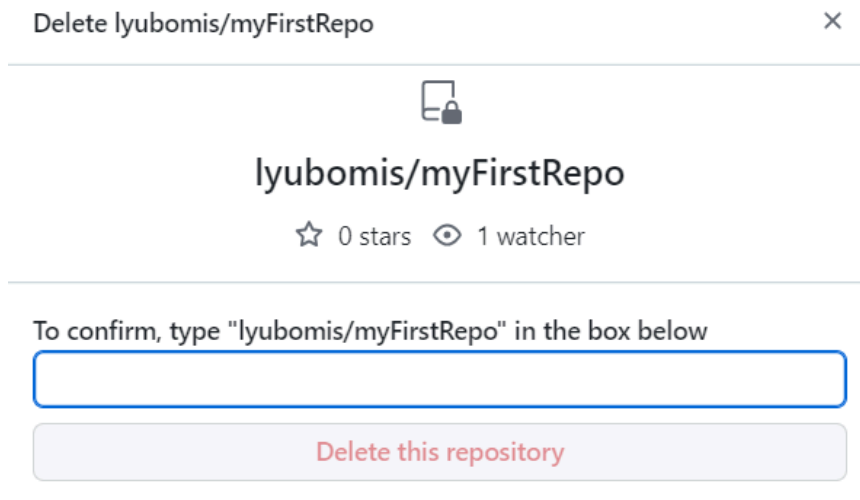 Delete lyubomis/myFirstRepo
lyubomis/myFirstRepo
0 stars 1 watcher
To confirm, type "lyubomis/myFirstRepo" in the box below
Delete this repository